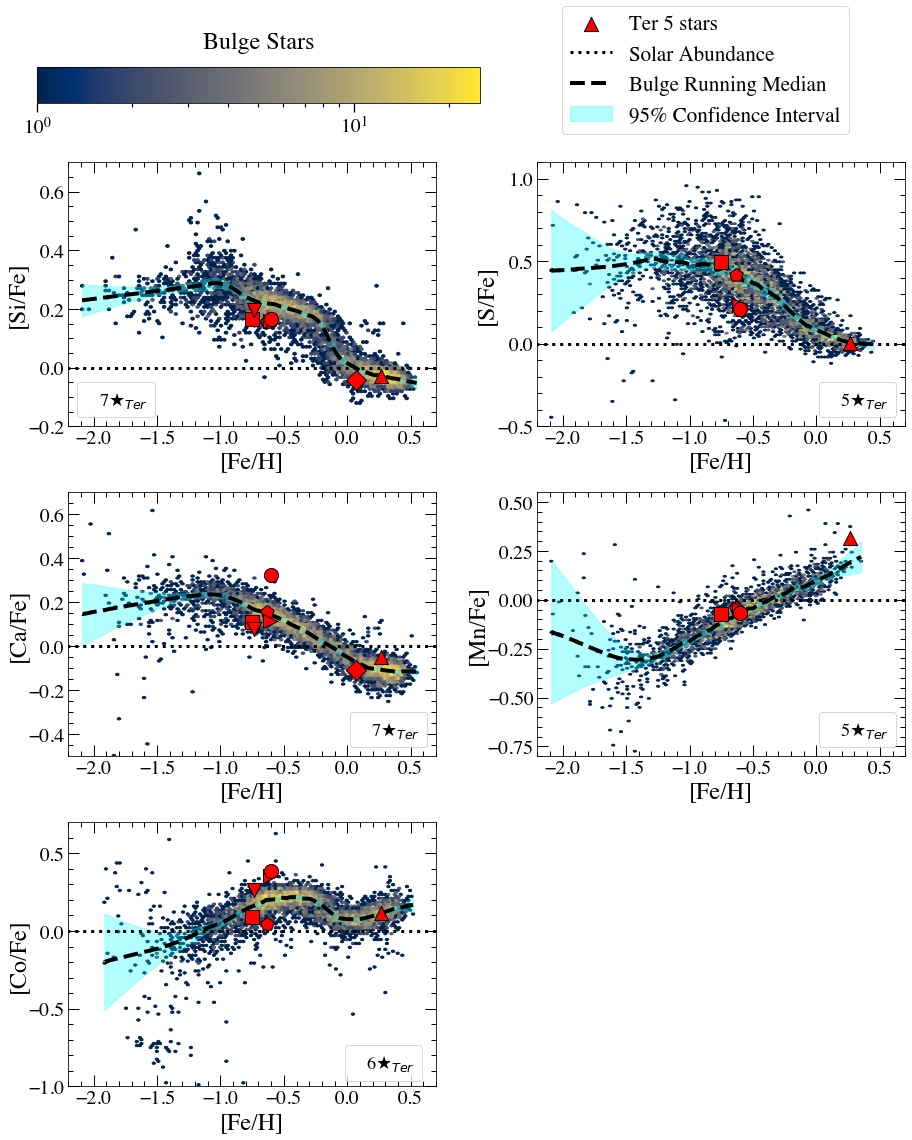 Bulge Stars
10⁰ 10¹
Ter 5 stars
Solar Abundance
Bulge Running Median
95% Confidence Interval
[Si/Fe]
0.6
0.4
0.2
0.0
−0.2
7★Ter
−2.0 −1.5 −1.0 −0.5 0.0 0.5
[Fe/H]
[S/Fe]
1.0
0.5
0.0
−0.5
5★Ter
−2.0 −1.5 −1.0 −0.5 0.0 0.5
[Fe/H]
[Ca/Fe]
0.6
0.4
0.2
0.0
−0.2
−0.4
7★Ter
−2.0 −1.5 −1.0 −0.5 0.0 0.5
[Fe/H]
[Mn/Fe]
0.50
0.25
0.00
−0.25
−0.50
−0.75
5★Ter
−2.0 −1.5 −1.0 −0.5 0.0 0.5
[Fe/H]
[Co/Fe]
0.5
0.0
−0.5
−1.0
6★Ter
−2.0 −1.5 −1.0 −0.5 0.0 0.5
[Fe/H]